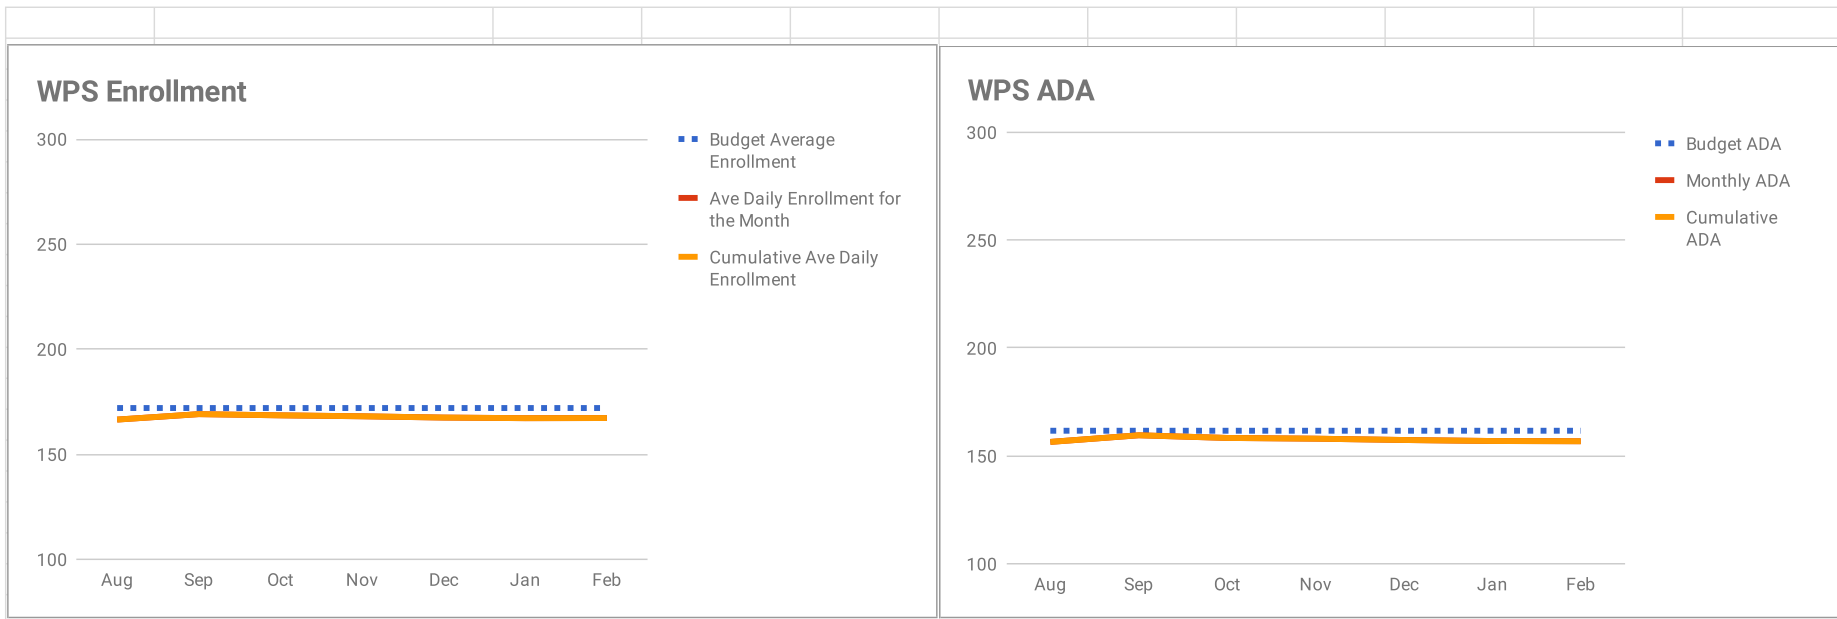 WPS Enrollment
300
250
200
150
100
Aug Sep Oct Nov Dec Jan Feb
Budget Average
Enrollment
Ave Daily Enrollment for
the Month
Cumulative Ave Daily
Enrollment
WPS ADA
300
250
200
150
100
Aug Sep Oct Nov Dec Jan Feb
Budget ADA
Monthly ADA
Cumulative
ADA